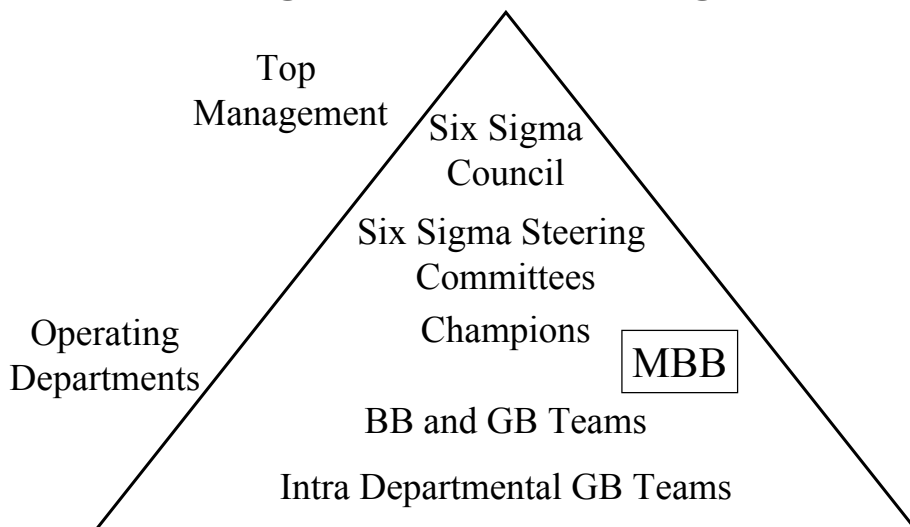 Top
Management
Six Sigma
Council
Six Sigma Steering
Committees
Champions
Operating
Departments
MBB
BB and GB Teams
Intra Departmental GB Teams